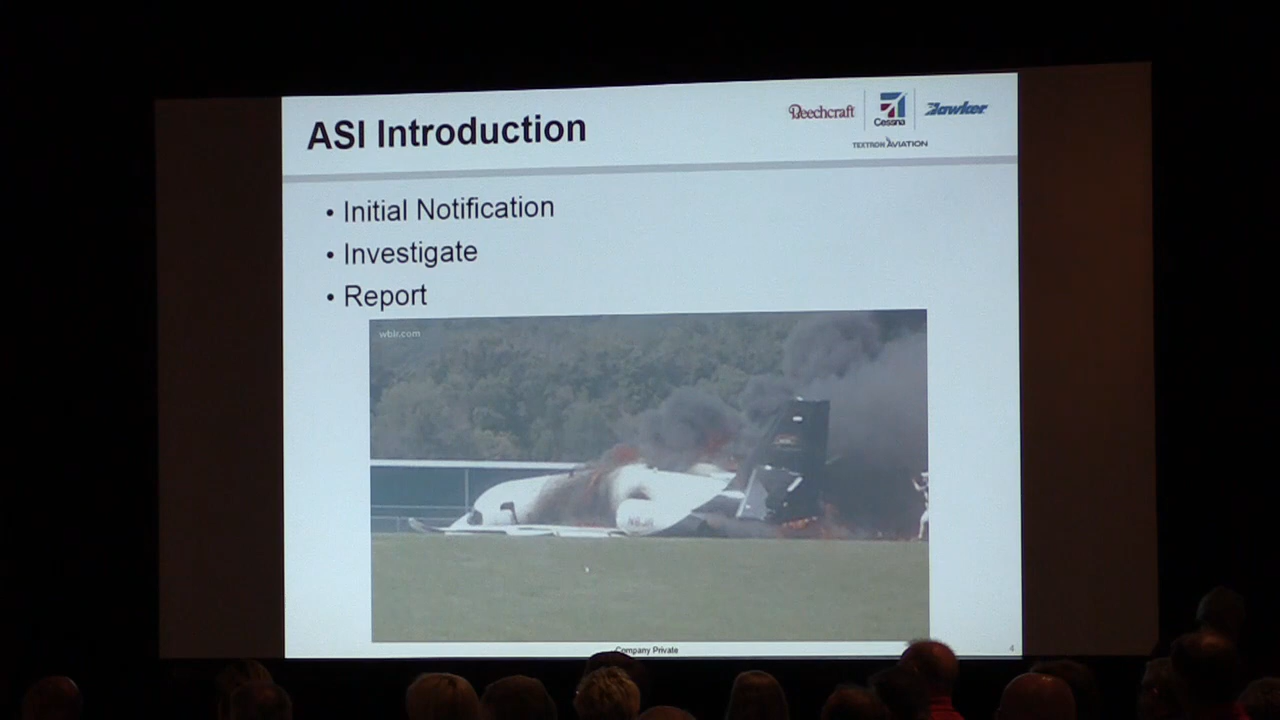 ASI Introduction
Beechcraft
Cessna
Hawker
TEXTRON AVIATION
• Initial Notification
• Investigate
• Report
wbir.com
Company Private
4